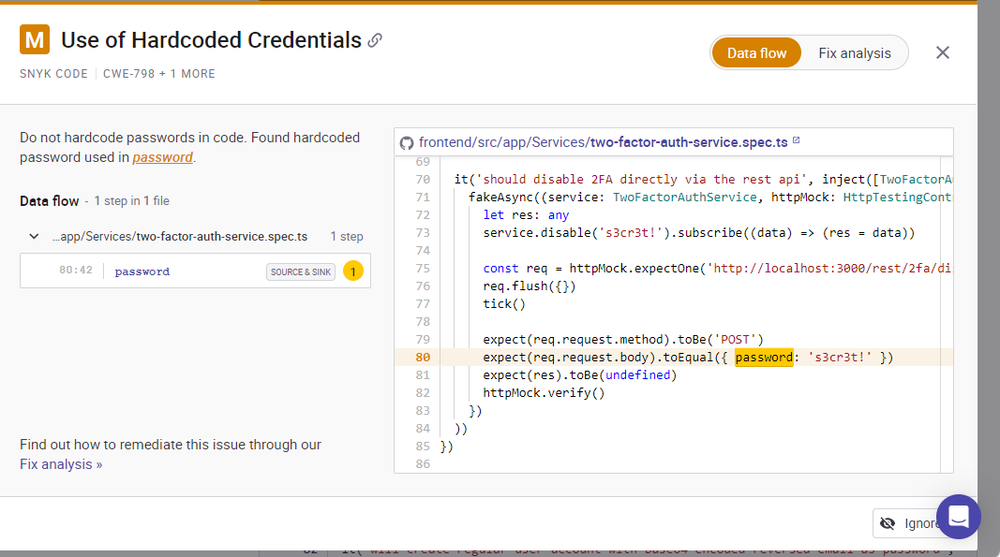 M Use of Hardcoded Credentials
SNYK CODE | CWE-798 + 1 MORE
Data flow
Fix analysis
Do not hardcode passwords in code. Found hardcoded
password used in password.
Data flow - 1 step in 1 file
...app/Services/two-factor-auth-service.spec.ts 1 step
80:42 password SOURCE & SINK 1
Find out how to remediate this issue through our
Fix analysis »
frontend/src/app/Services/two-factor-auth-service.spec.ts
69
70 it('should disable 2FA directly via the rest api', inject([TwoFactorA
71 fakeAsync((service: TwoFactorAuthService, httpMock: HttpTestingCont
72 let res: any
73 service.disable('s3cr3t!').subscribe((data) => (res = data))
74
75 const req = httpMock.expectOne('http://localhost:3000/rest/2fa/di
76 req.flush({})
77 tick()
78
79 expect(req.request.method).toBe('POST')
80 expect(req.request.body).toEqual({ password: 's3cr3t!' })
81 expect(res).toBe(undefined)
82 httpMock.verify()
83 })
84 ))
85 })
86
Ignore